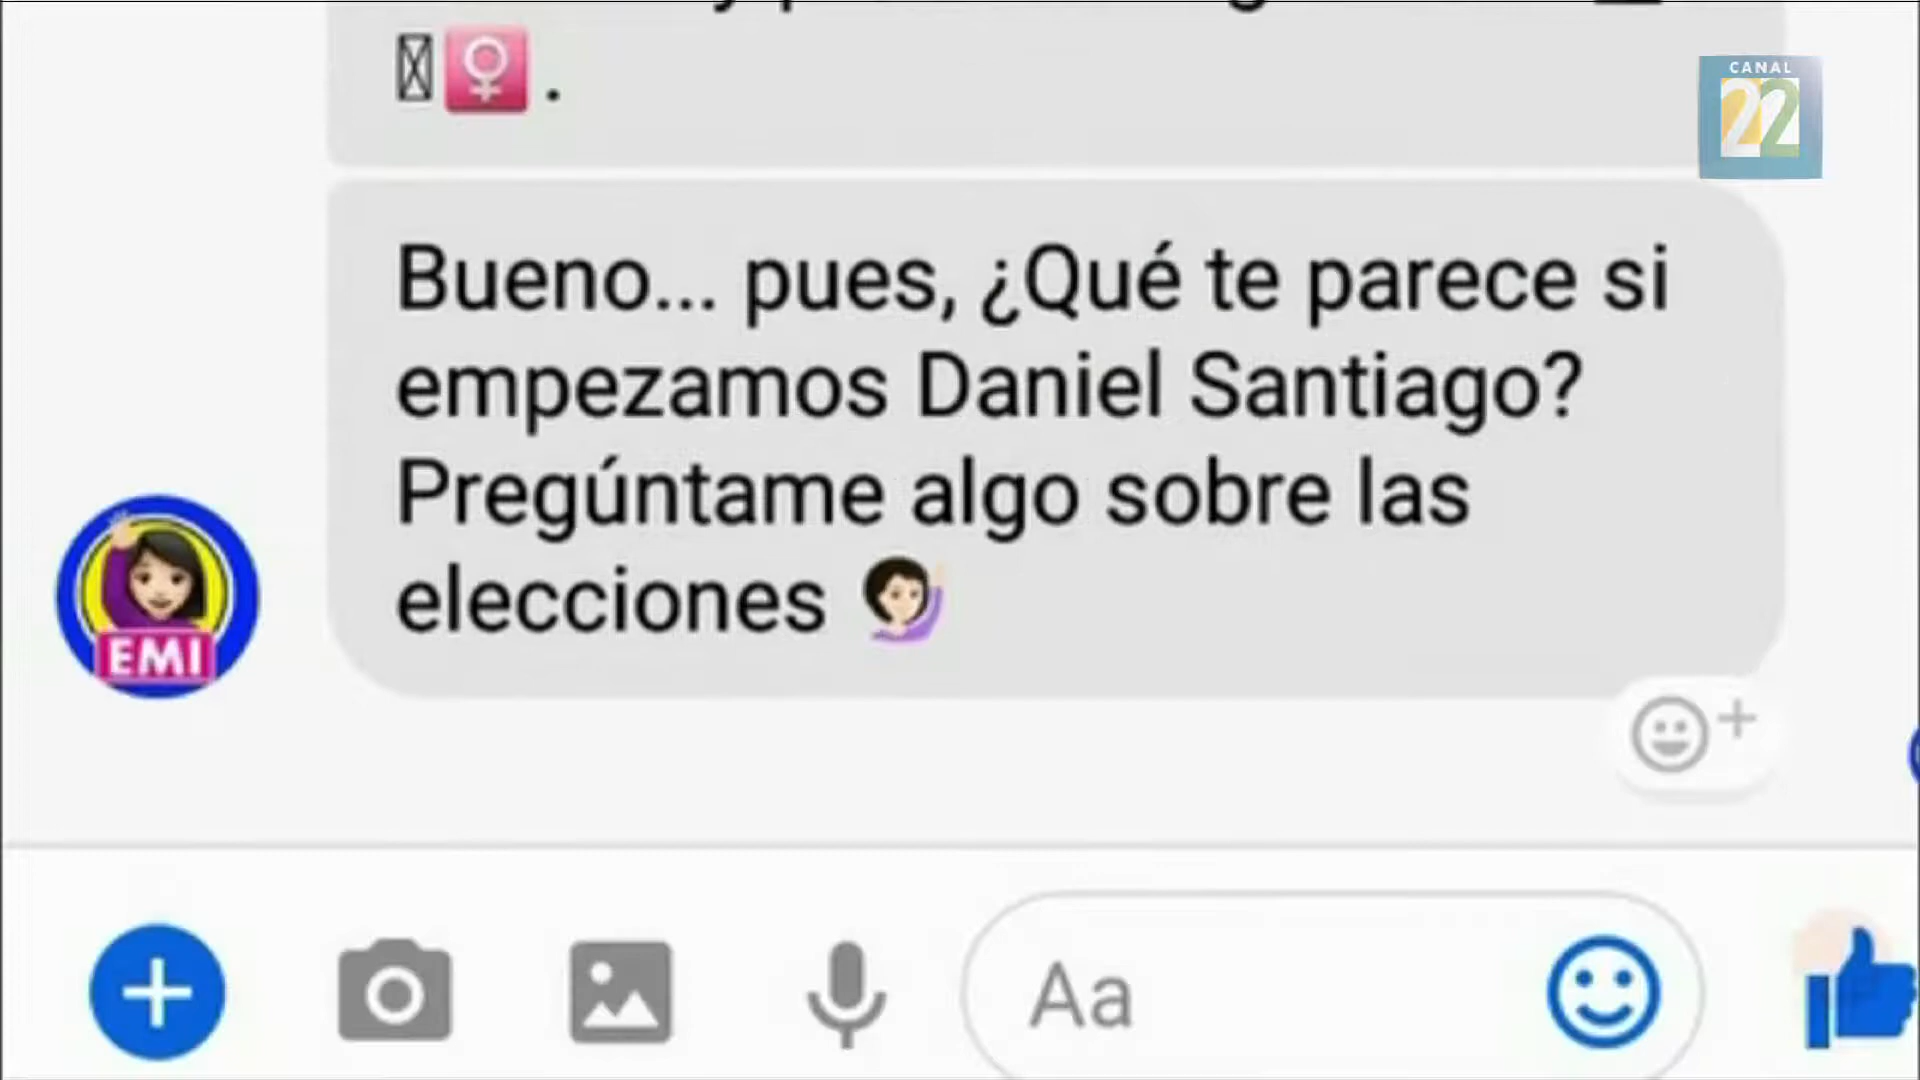 CANAL
22
Bueno... pues, ¿Qué te parece si
empezamos Daniel Santiago?
Pregúntame algo sobre las
elecciones
EMI
Aa